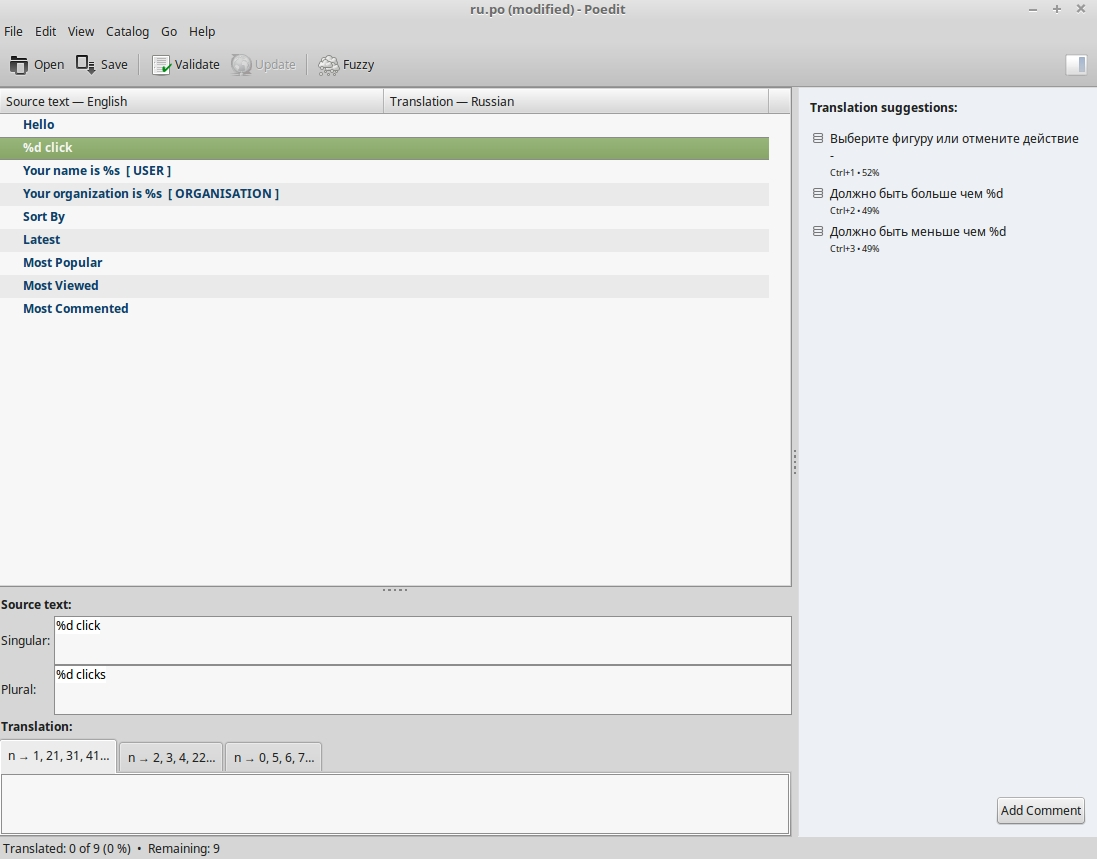 ru.po (modified) - Poedit
File Edit View Catalog Go Help
Open Save Validate Update Fuzzy
Source text — English Translation — Russian
Hello
%d click
Your name is %s [ USER ]
Your organization is %s [ ORGANISATION ]
Sort By
Latest
Most Popular
Most Viewed
Most Commented
Translation suggestions:
Выберите фигуру или отмените действие
-
Ctrl+1 • 52%
Должно быть больше чем %d
Ctrl+2 • 49%
Должно быть меньше чем %d
Ctrl+3 • 49%
Source text:
Singular: %d click
Plural: %d clicks
Translation:
n → 1, 21, 31, 41... n → 2, 3, 4, 22... n → 0, 5, 6, 7...
Add Comment
Translated: 0 of 9 (0 %) • Remaining: 9